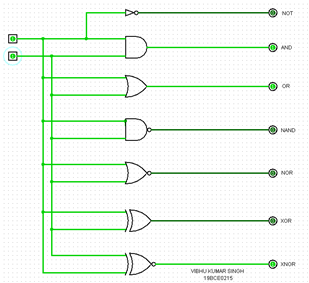 NOT
AND
OR
NAND
NOR
XOR
XNOR
VIBHU KUMAR SINGH
19BCE0215